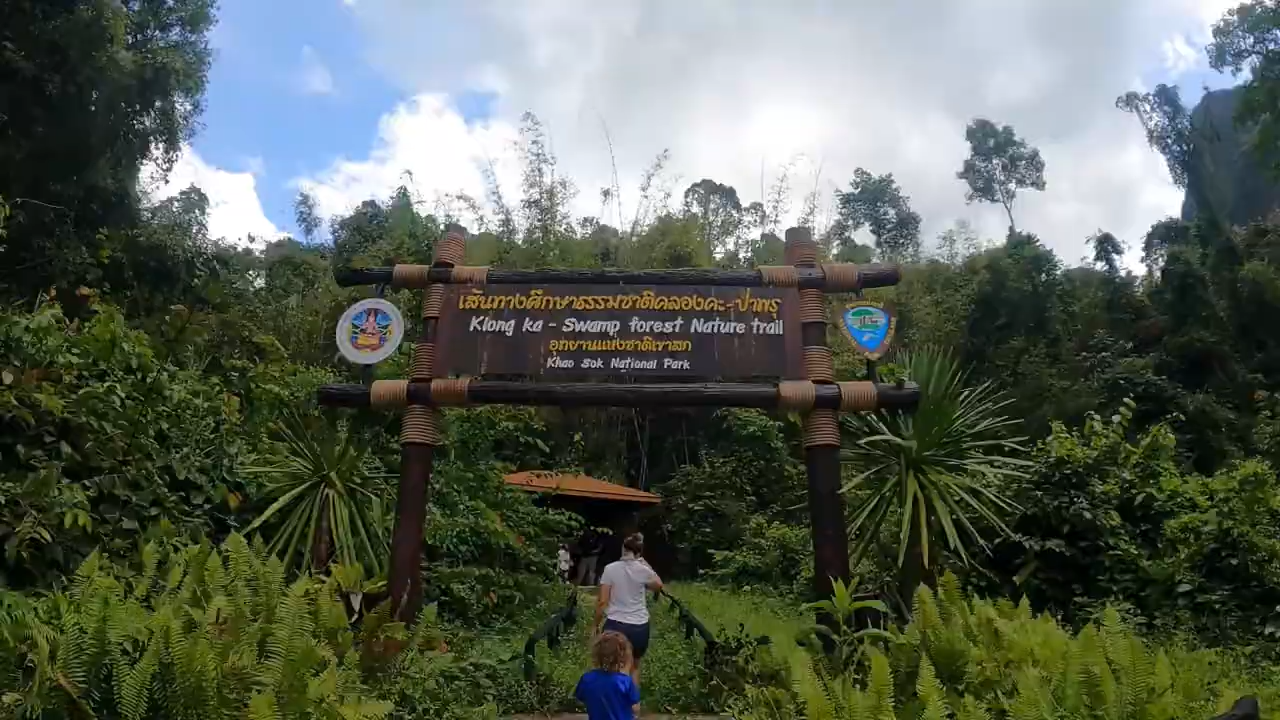 เส้นทางศึกษาธรรมชาติคลองคะ-ป่าพรุ
Klong ka - Swamp forest Nature trail
อุทยานแห่งชาติเขาสก
Khao Sok National Park